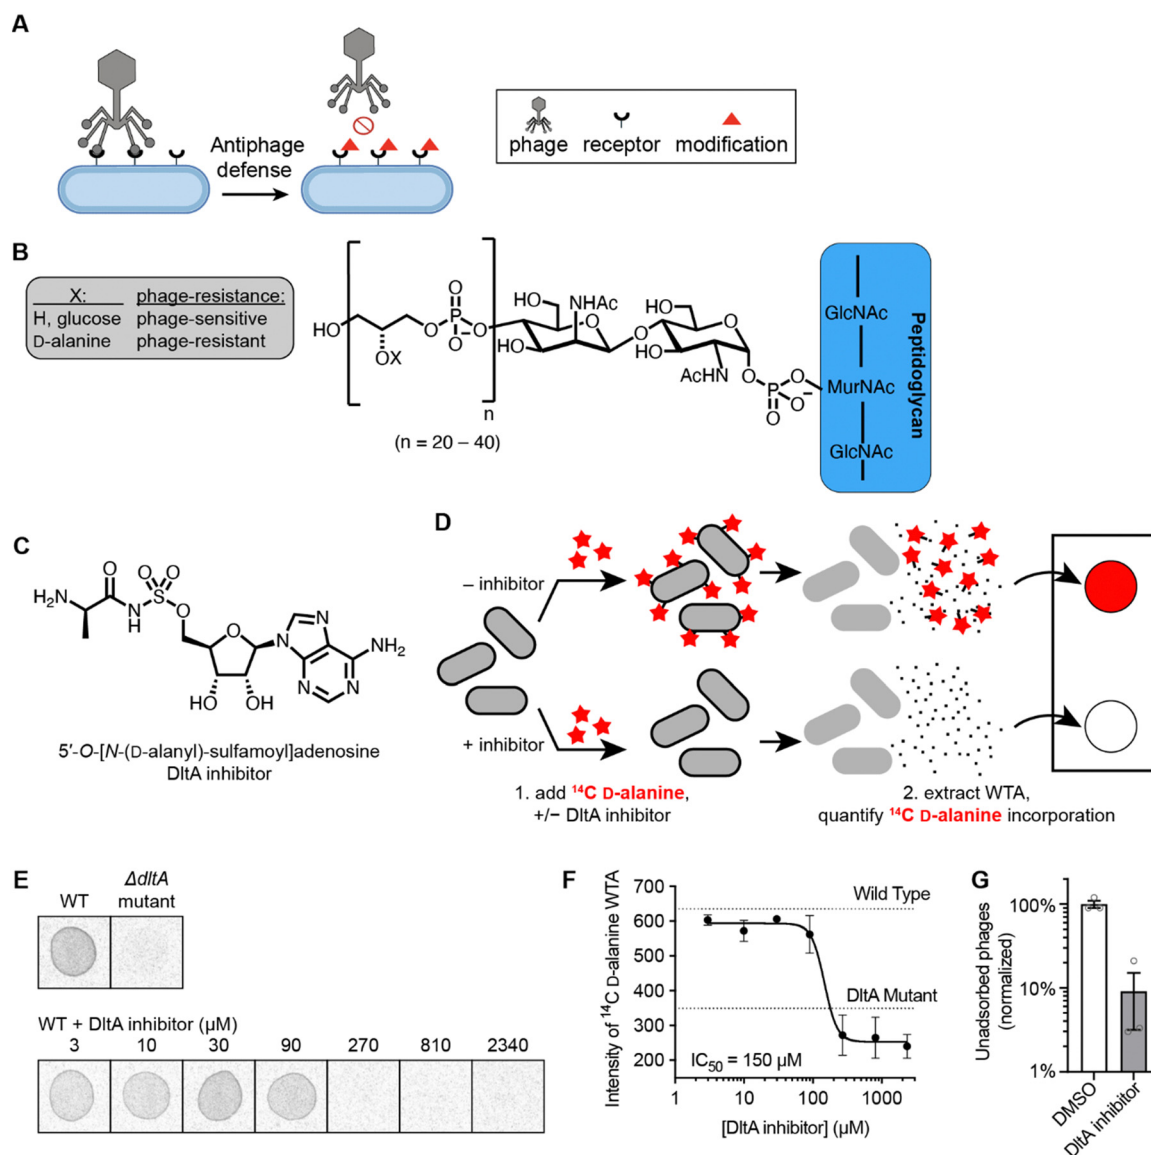 A
Antiphage
defense
phage receptor modification
B
X: phage-resistance:
H, glucose phage-sensitive
D-alanine phage-resistant
HO
OX
O
P
O
O−
O
n
(n = 20 – 40)
HO
NHAc
O
HO
O
HO
O
HO
AcHN
O
P
O
O
O−
GlcNAc
MurNAc
GlcNAc
Peptidoglycan
C
H2N
O
N
H
O
S
O
O
O
HO
OH
N
N
N
N
NH2
5′-O-[N-(D-alanyl)-sulfamoyl]adenosine
DltA inhibitor
D
– inhibitor
+ inhibitor
1. add 14C D-alanine,
+/− DltA inhibitor
2. extract WTA,
quantify 14C D-alanine incorporation
E
WT
ΔdltA
mutant
WT + DltA inhibitor (µM)
3 10 30 90 270 810 2340
F
Intensity of 14C D-alanine WTA
700
600
500
400
300
200
Wild Type
DltA Mutant
IC50 = 150 µM
1 10 100 1000
[DltA inhibitor] (µM)
G
Unadsorbed phages
(normalized)
100%
10%
1%
DMSO
DltA inhibitor